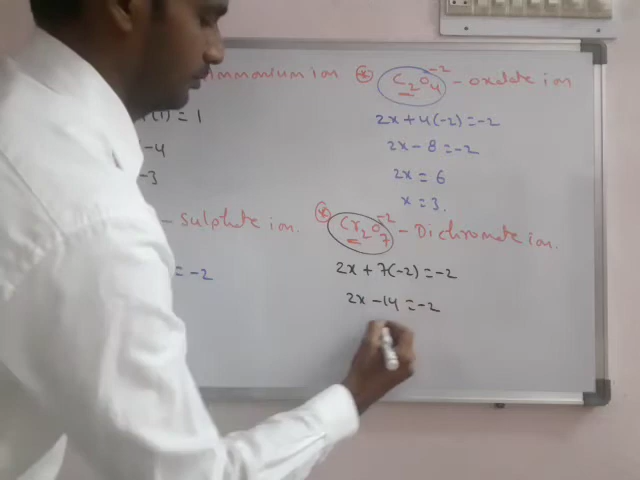 Ammonium ion
+(1) = 1
-4
-3
- Sulphate ion.
= -2
* C₂O₄⁻² - oxalate ion
2x + 4(-2) = -2
2x - 8 = -2
2x = 6
x = 3.
* Cr₂O₇⁻² - Dichromate ion.
2x + 7(-2) = -2
2x - 14 = -2